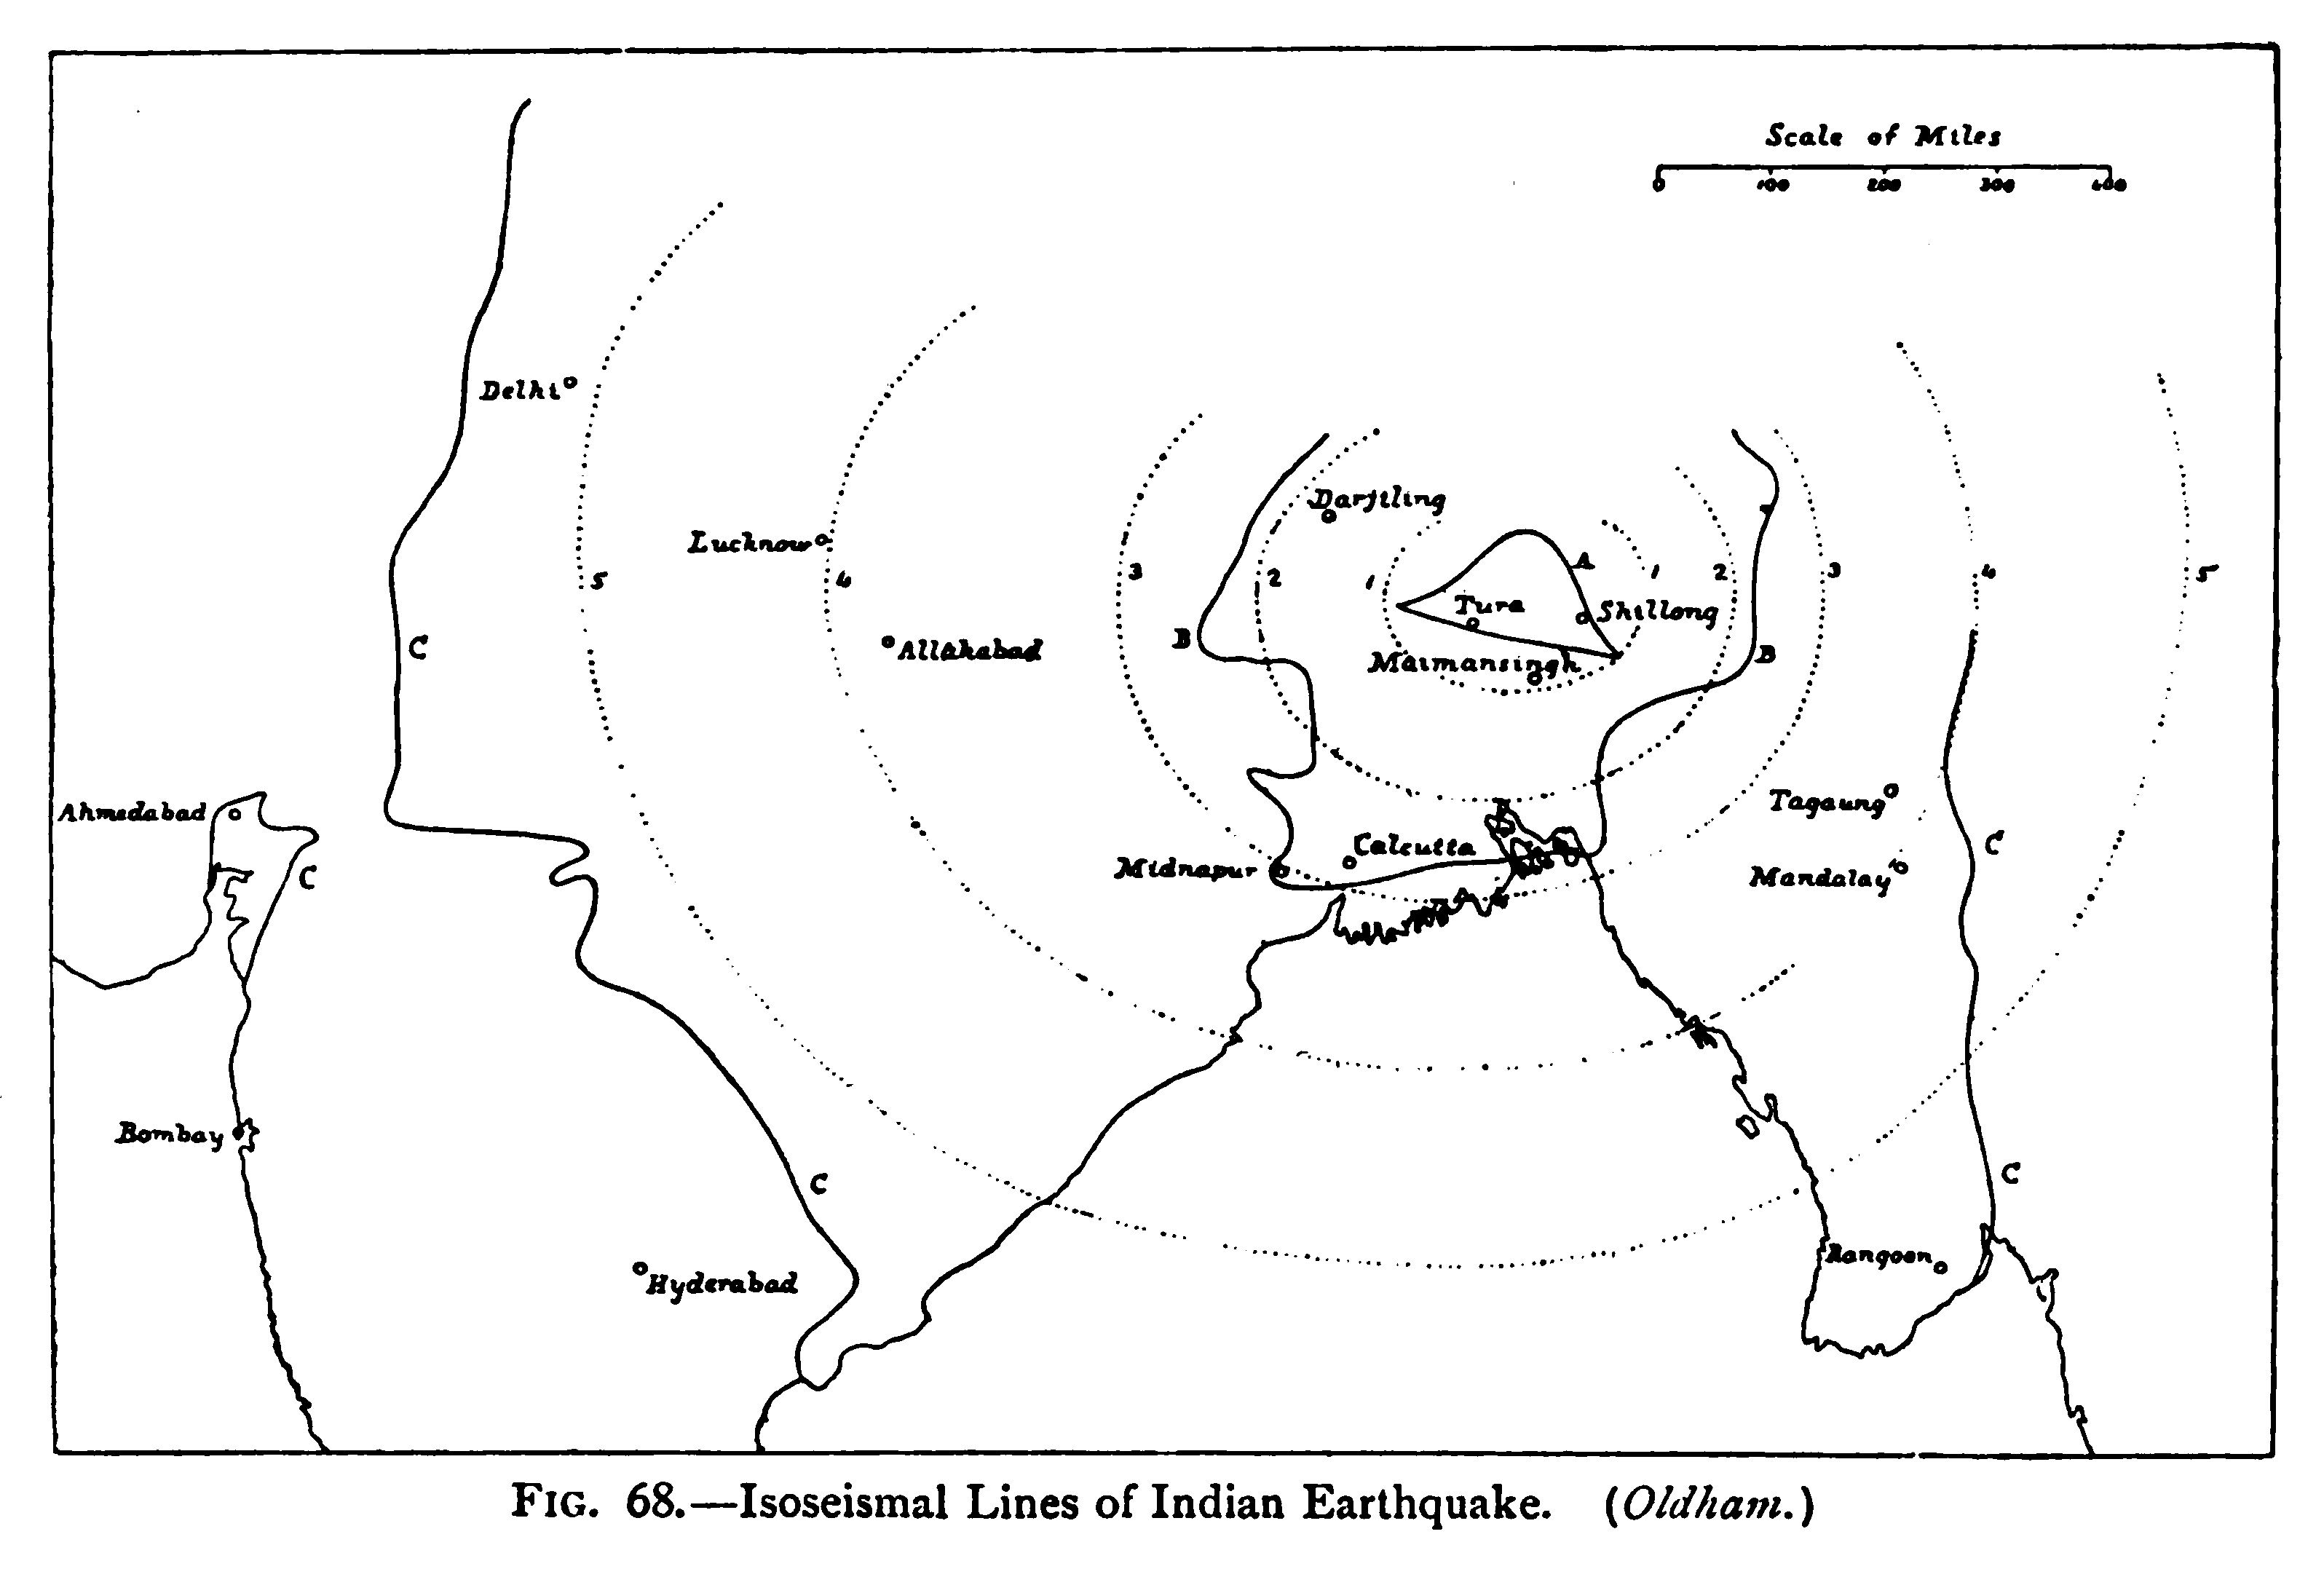 Scale of Miles
0 100 200 300 400
Delhi
Darjiling
Lucknow
A
5 4 3 2 1 1 2 3 4 5
Tura
Shillong
C
Allahabad
B
Maimansingh
B
Ahmedabad
Tagaung
Calcutta
C
Midnapur
C
Mandalay
Bombay
C
C
Rangoon
Hyderabad
FIG. 68.—Isoseismal Lines of Indian Earthquake. (Oldham.)